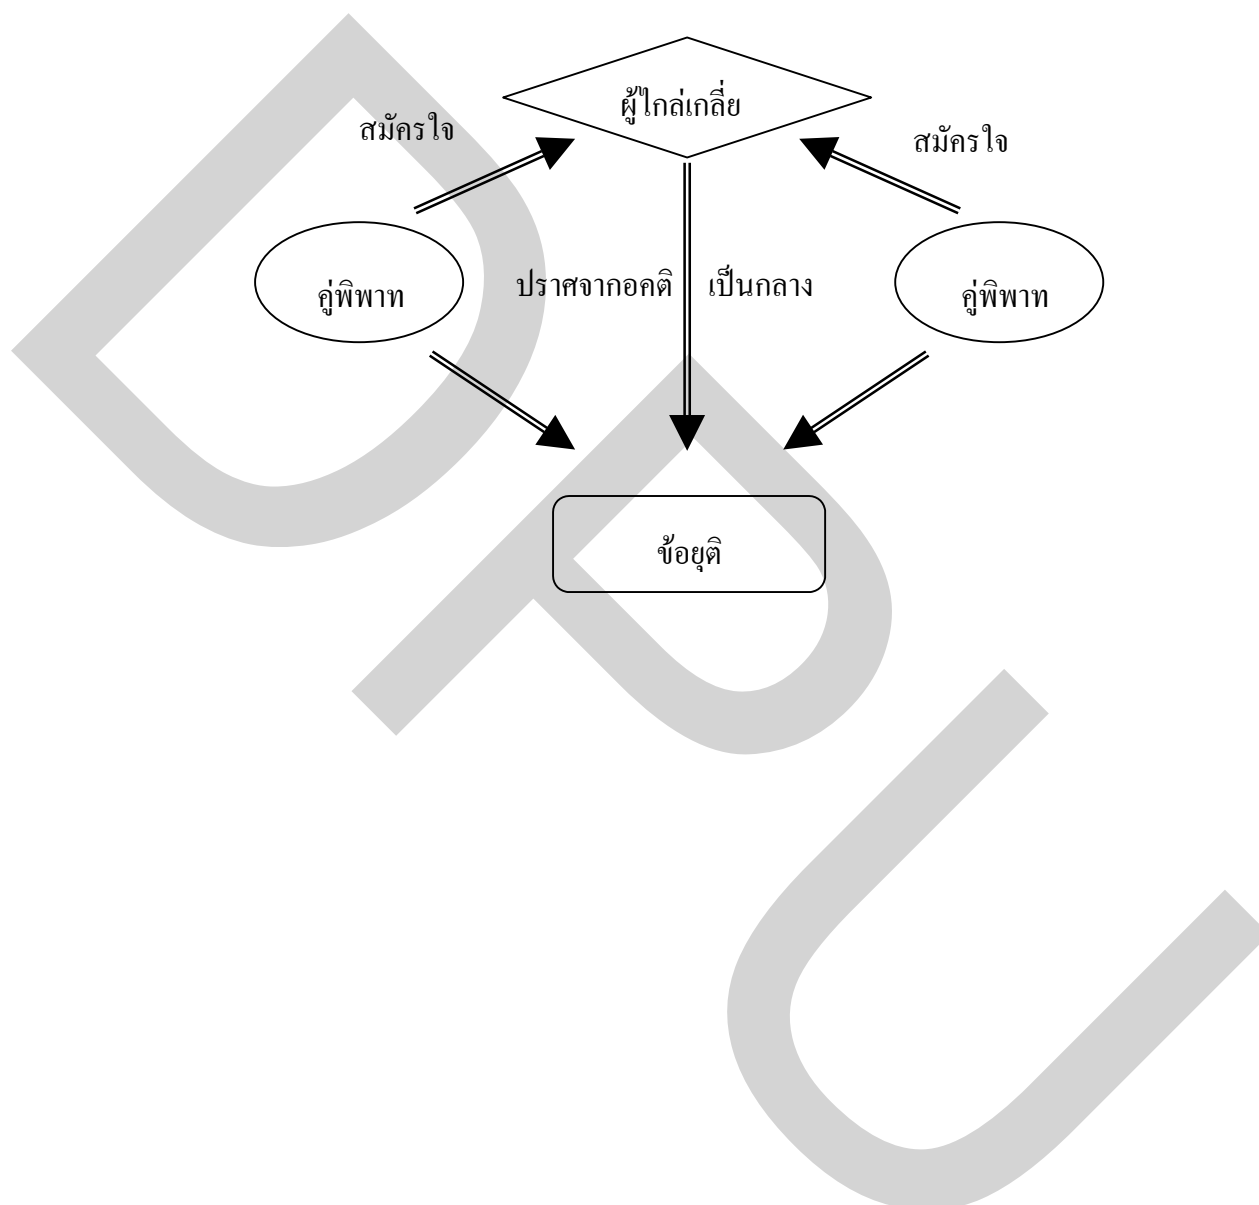 ผู้ไกล่เกลี่ย
สมัครใจ
สมัครใจ
คู่พิพาท
ปราศจากอคติ เป็นกลาง
คู่พิพาท
ข้อยุติ
DPU